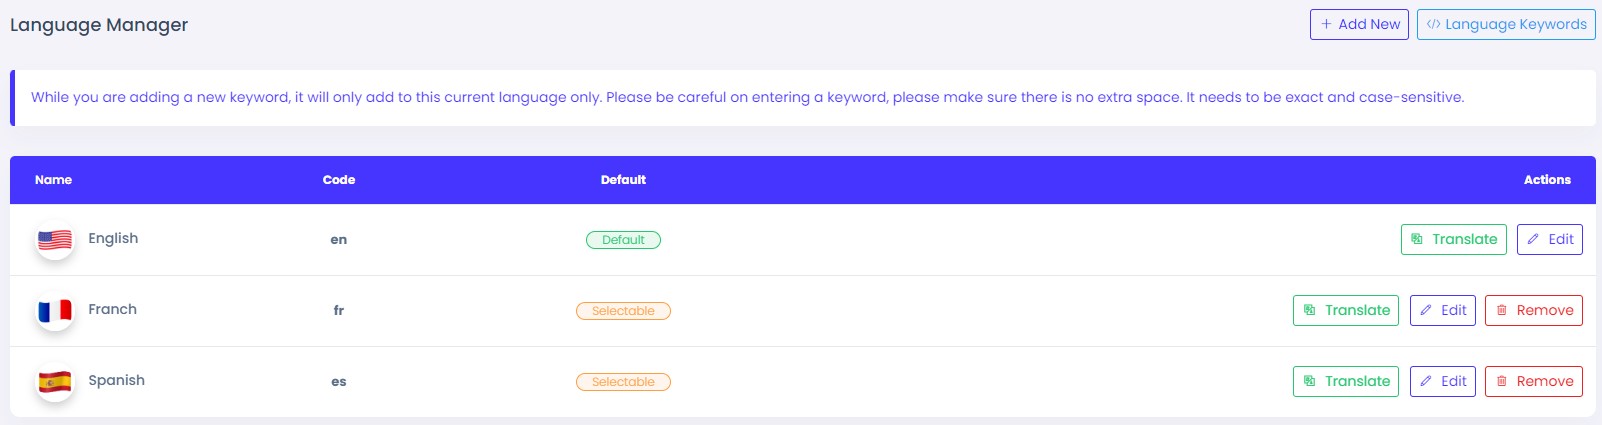 Language Manager
+ Add New
</> Language Keywords
While you are adding a new keyword, it will only add to this current language only. Please be careful on entering a keyword, please make sure there is no extra space. It needs to be exact and case-sensitive.
Name Code Default Actions
English en Default Translate Edit
Franch fr Selectable Translate Edit Remove
Spanish es Selectable Translate Edit Remove